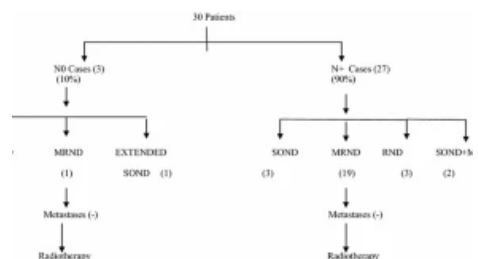 30 Patients
N0 Cases (3)
(10%)
N+ Cases (27)
(90%)
MRND
EXTENDED
SOND
MRND
RND
(1)
SOND (1)
(3)
(19)
(3)
(2)
Metastases (-)
Metastases (-)
Radiotherapy
Radiotherapy